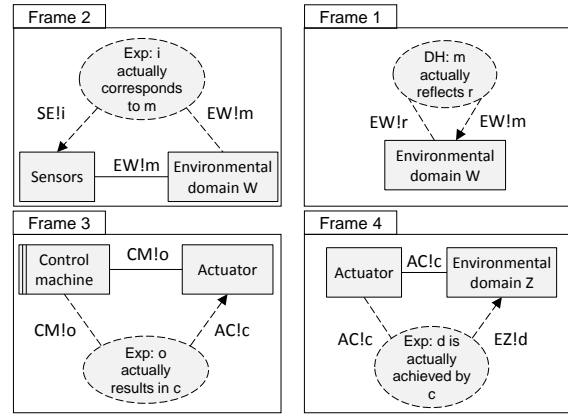 Frame 2
Exp: i
actually
corresponds
to m
SE!i
EW!m
Sensors
EW!m
Environmental
domain W
Frame 1
DH: m
actually
reflects r
EW!r
EW!m
Environmental
domain W
Frame 3
Control
machine
CM!o
Actuator
CM!o
AC!c
Exp: o
actually
results in c
Frame 4
Actuator
AC!c
Environmental
domain Z
AC!c
EZ!d
Exp: d is
actually
achieved by
c